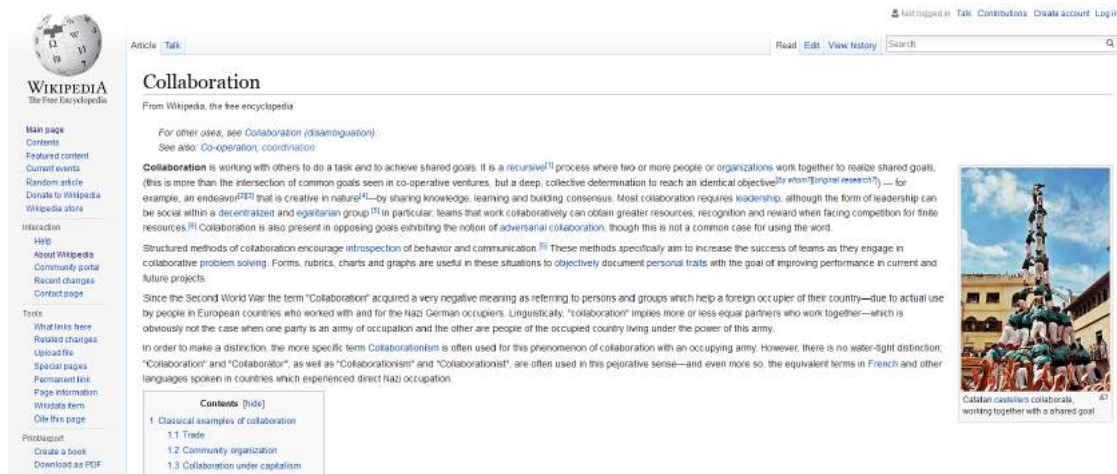 Not logged in Talk Contributions Create account Log in
Article Talk
Read Edit View history Search
WIKIPEDIA
The Free Encyclopedia
Main page
Contents
Featured content
Current events
Random article
Donate to Wikipedia
Wikipedia store
Interaction
Help
About Wikipedia
Community portal
Recent changes
Contact page
Tools
What links here
Related changes
Upload file
Special pages
Permanent link
Page information
Wikidata item
Cite this page
Print/export
Create a book
Download as PDF
Collaboration
From Wikipedia, the free encyclopedia
For other uses, see Collaboration (disambiguation).
See also: Co-operation; coordination
Collaboration is working with others to do a task and to achieve shared goals. It is a recursive[1] process where two or more people or organizations work together to realize shared goals,
(this is more than the intersection of common goals seen in co-operative ventures, but a deep, collective determination to reach an identical objective[by whom?][original research?]) — for
example, an endeavor[2][3] that is creative in nature[4]—by sharing knowledge, learning and building consensus. Most collaboration requires leadership, although the form of leadership can
be social within a decentralized and egalitarian group.[5] In particular, teams that work collaboratively can obtain greater resources, recognition and reward when facing competition for finite
resources.[6] Collaboration is also present in opposing goals exhibiting the notion of adversarial collaboration, though this is not a common case for using the word.
Structured methods of collaboration encourage introspection of behavior and communication.[5] These methods specifically aim to increase the success of teams as they engage in
collaborative problem solving. Forms, rubrics, charts and graphs are useful in these situations to objectively document personal traits with the goal of improving performance in current and
future projects.
Since the Second World War the term "Collaboration" acquired a very negative meaning as referring to persons and groups which help a foreign occupier of their country—due to actual use
by people in European countries who worked with and for the Nazi German occupiers. Linguistically, "collaboration" implies more or less equal partners who work together—which is
obviously not the case when one party is an army of occupation and the other are people of the occupied country living under the power of this army.
In order to make a distinction, the more specific term Collaborationism is often used for this phenomenon of collaboration with an occupying army. However, there is no water-tight distinction;
"Collaboration" and "Collaborator", as well as "Collaborationism" and "Collaborationist", are often used in this pejorative sense—and even more so, the equivalent terms in French and other
languages spoken in countries which experienced direct Nazi occupation.
Contents [hide]
1 Classical examples of collaboration
1.1 Trade
1.2 Community organization
1.3 Collaboration under capitalism
Catalan castellers collaborate,
working together with a shared goal